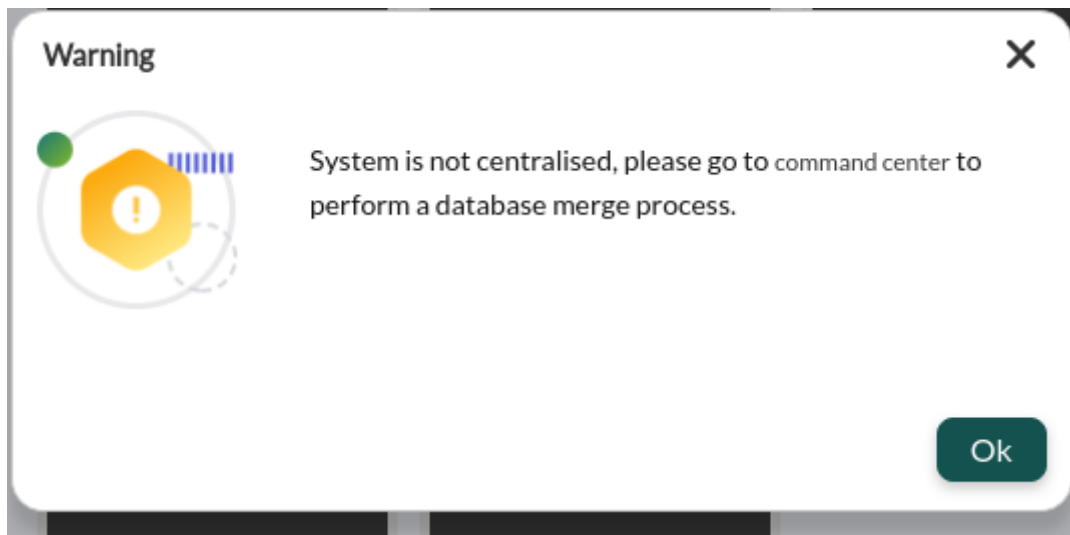 Warning
System is not centralised, please go to command center to
perform a database merge process.
Ok